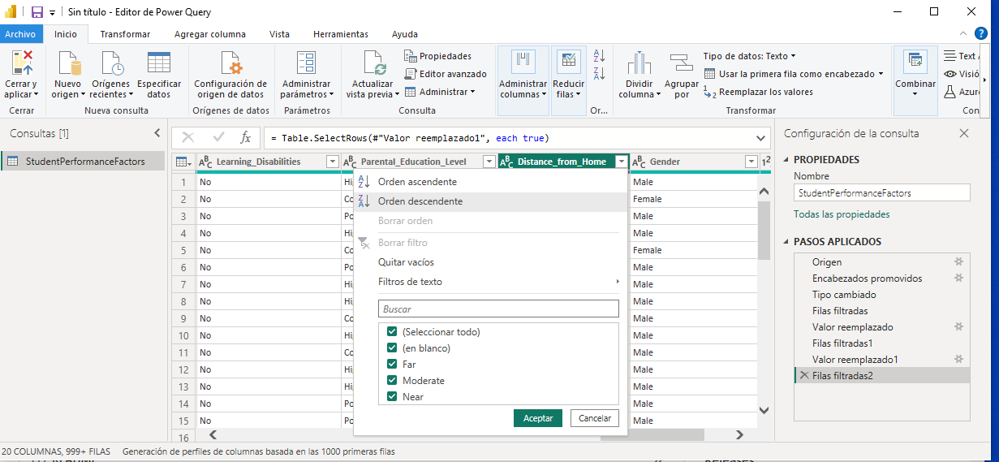 Sin título - Editor de Power Query
Archivo Inicio Transformar Agregar columna Vista Herramientas Ayuda
Cerrar y aplicar
Cerrar
Nuevo origen
Orígenes recientes
Especificar datos
Nueva consulta
Configuración de origen de datos
Orígenes de datos
Administrar parámetros
Parámetros
Actualizar vista previa
Propiedades
Editor avanzado
Administrar
Consulta
Administrar columnas
Reducir filas
Or...
Dividir columna
Agrupar por
Tipo de datos: Texto
Usar la primera fila como encabezado
Reemplazar los valores
Transformar
Combinar
Text
Visió
Azure
Con
Consultas [1]
StudentPerformanceFactors
= Table.SelectRows(#"Valor reemplazado1", each true)
Learning_Disabilities Parental_Education_Level Distance_from_Home Gender
1 No Hi Male
2 No Co Female
3 No Po Male
4 No Hi Male
5 No Co Female
6 No Po Male
7 No Hi Male
8 No Hi Male
9 No Co Male
10 No Hi Male
11 No Co Male
12 No Hi Male
13 No Hi Male
14 No Po Male
15 No Po Male
16
Orden ascendente
Orden descendente
Borrar orden
Borrar filtro
Quitar vacíos
Filtros de texto
Buscar
(Seleccionar todo)
(en blanco)
Far
Moderate
Near
Aceptar Cancelar
Configuración de la consulta
PROPIEDADES
Nombre
StudentPerformanceFactors
Todas las propiedades
PASOS APLICADOS
Origen
Encabezados promovidos
Tipo cambiado
Filas filtradas
Valor reemplazado
Filas filtradas1
Valor reemplazado1
Filas filtradas2
20 COLUMNAS, 999+ FILAS Generación de perfiles de columnas basada en las 1000 primeras filas